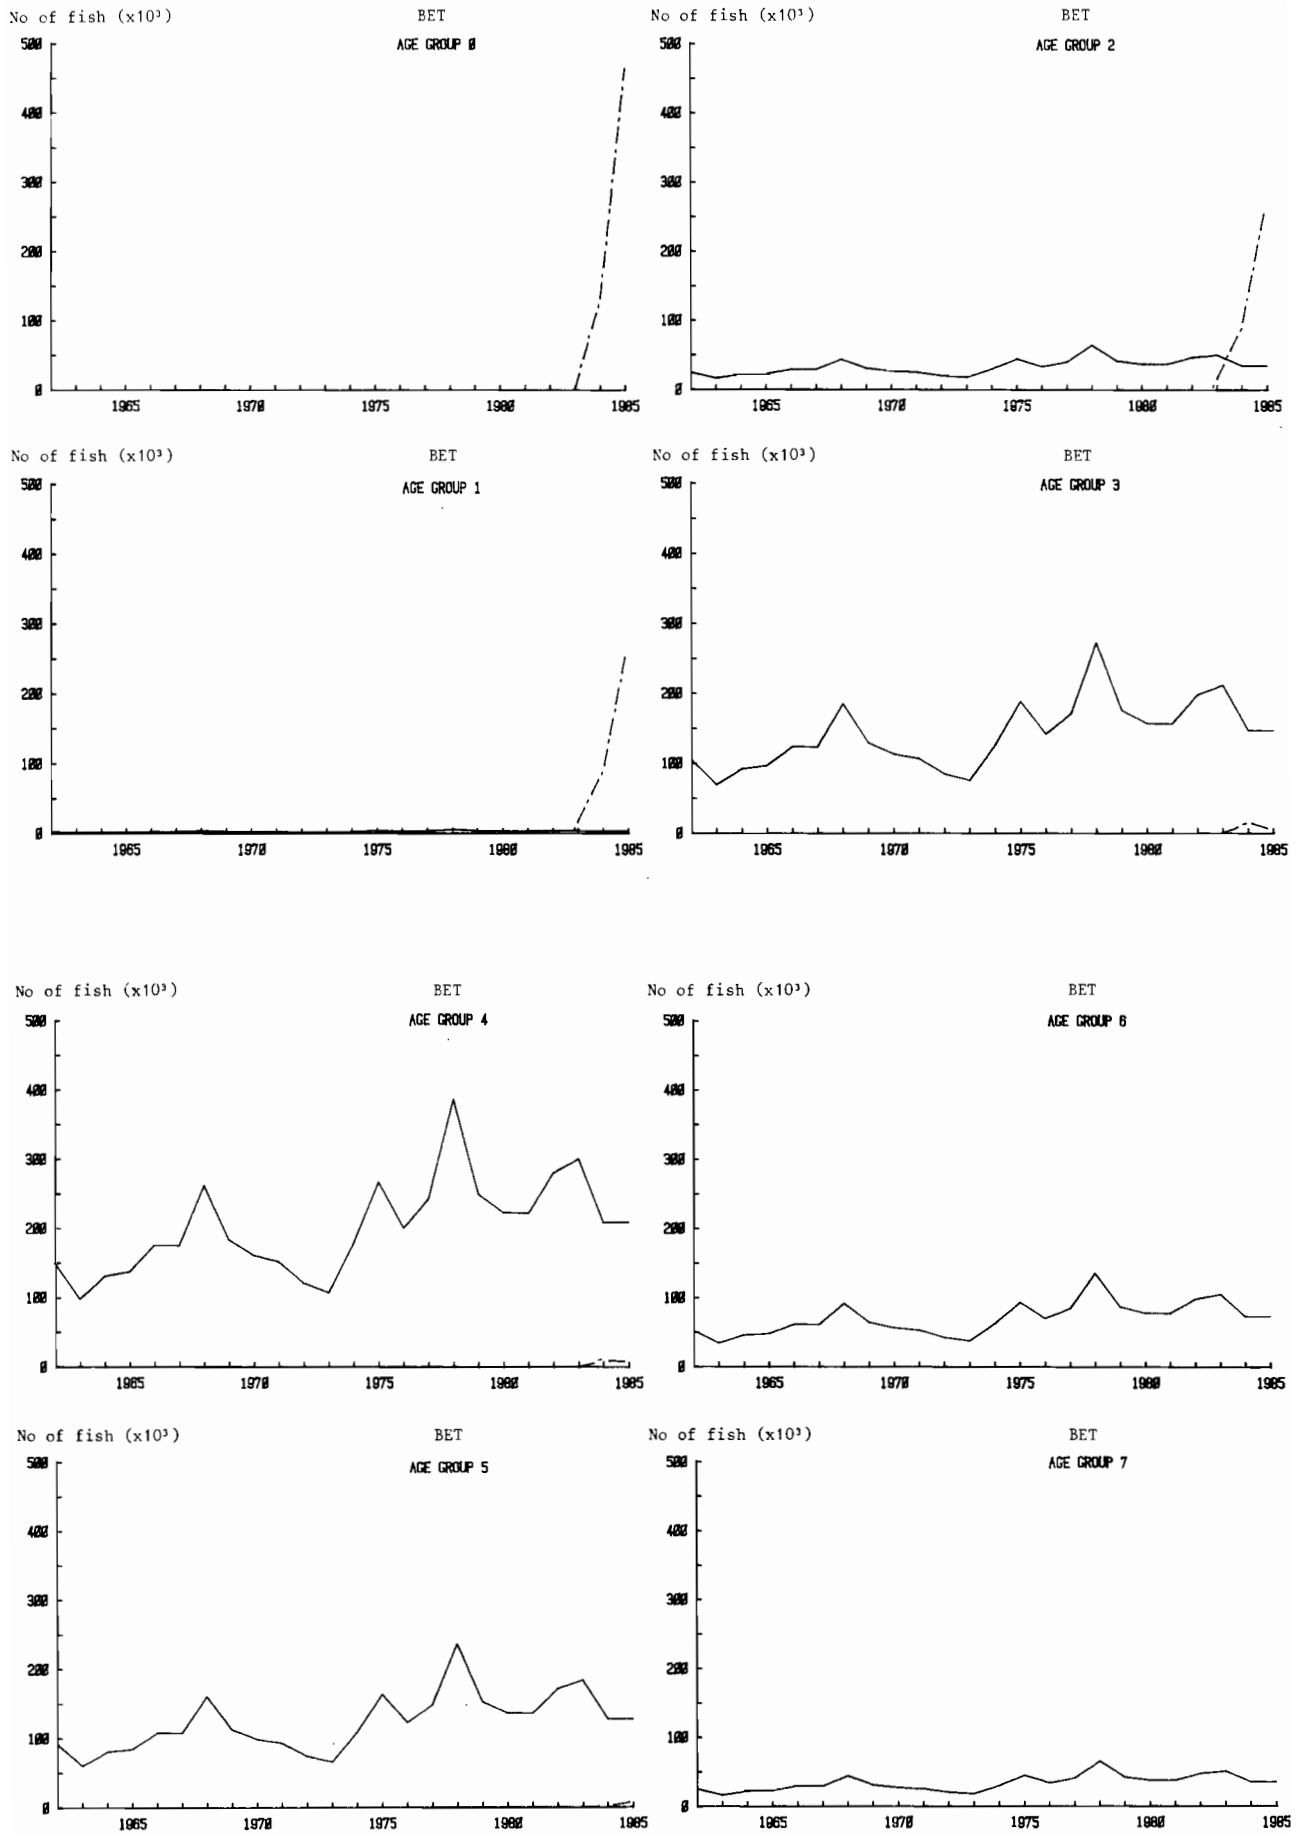 No of fish (x10³) BET
AGE GROUP 0
500
400
300
200
100
0
1965 1970 1975 1980 1985
No of fish (x10³) BET
AGE GROUP 2
500
400
300
200
100
0
1965 1970 1975 1980 1985
No of fish (x10³) BET
AGE GROUP 1
500
400
300
200
100
0
1965 1970 1975 1980 1985
No of fish (x10³) BET
AGE GROUP 3
500
400
300
200
100
0
1965 1970 1975 1980 1985
No of fish (x10³) BET
AGE GROUP 4
500
400
300
200
100
0
1965 1970 1975 1980 1985
No of fish (x10³) BET
AGE GROUP 6
500
400
300
200
100
0
1965 1970 1975 1980 1985
No of fish (x10³) BET
AGE GROUP 5
500
400
300
200
100
0
1965 1970 1975 1980 1985
No of fish (x10³) BET
AGE GROUP 7
500
400
300
200
100
0
1965 1970 1975 1980 1985